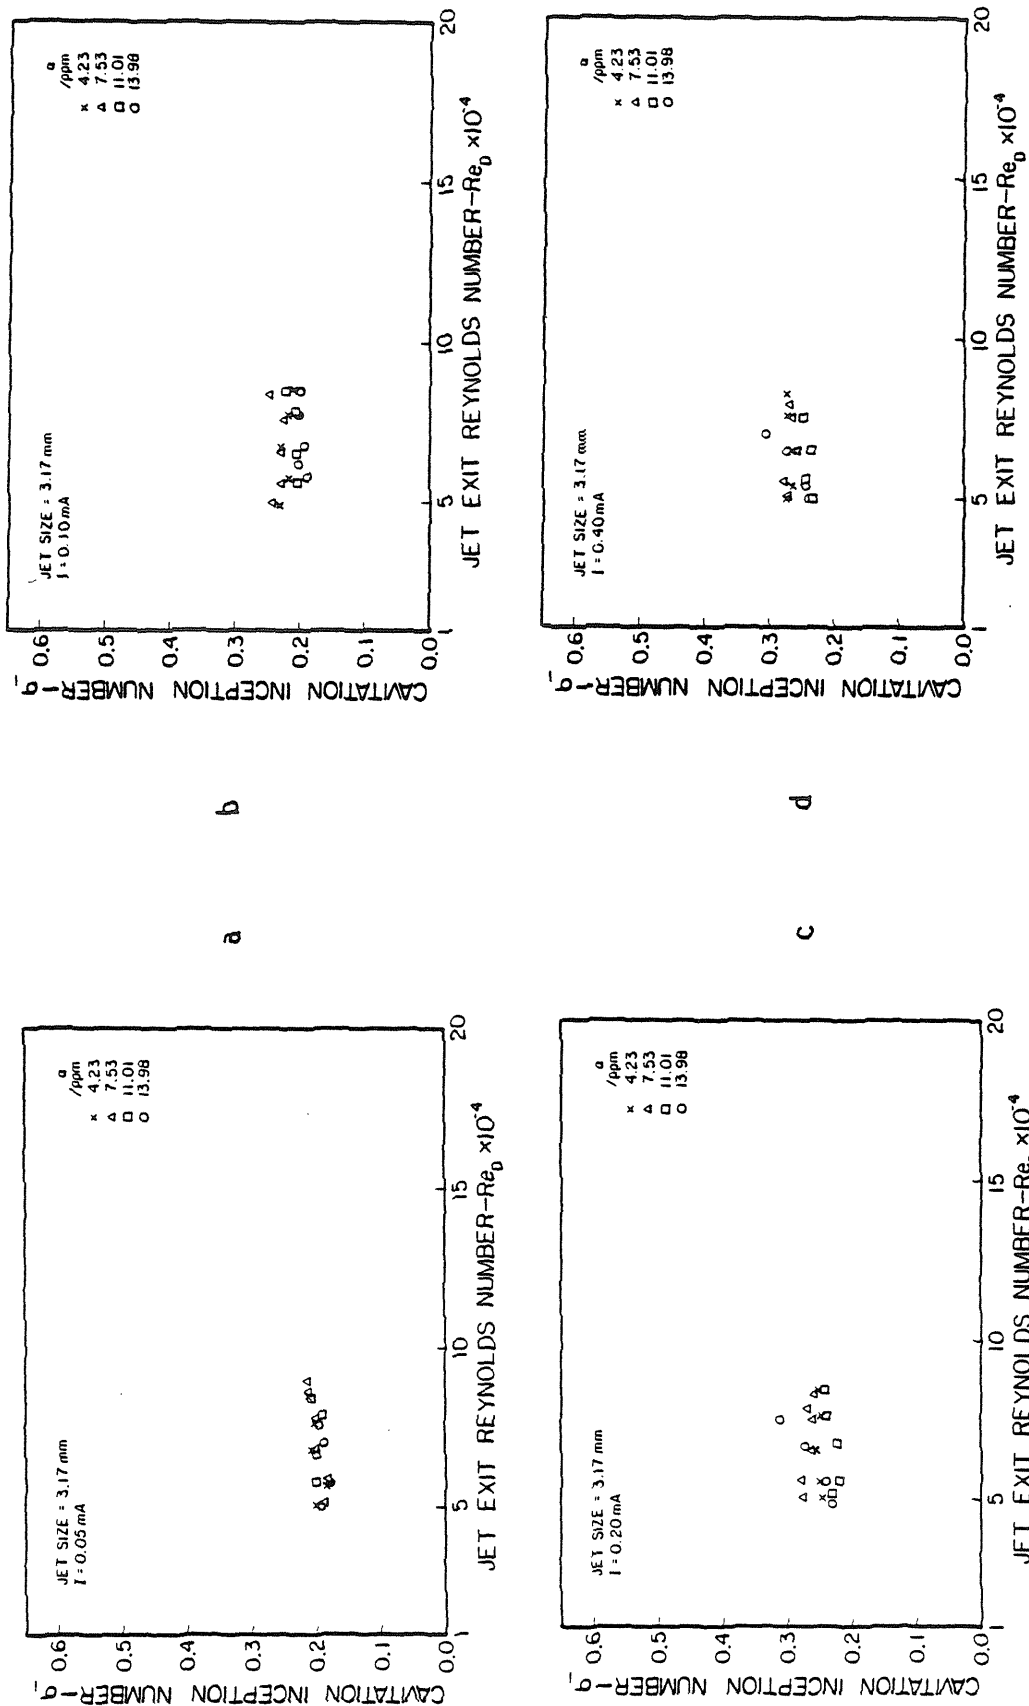 JET SIZE = 3.17 mm
I = 0.05 mA
a
/ppm
× 4.23
△ 7.53
□ 11.01
○ 13.98
CAVITATION INCEPTION NUMBER-σi
0.6
0.5
0.4
0.3
0.2
0.1
0.0
1
5
10
15
20
JET EXIT REYNOLDS NUMBER-ReD ×10-4
a
JET SIZE = 3.17 mm
I = 0.10 mA
a
/ppm
× 4.23
△ 7.53
□ 11.01
○ 13.98
CAVITATION INCEPTION NUMBER-σi
0.6
0.5
0.4
0.3
0.2
0.1
0.0
1
5
10
15
20
JET EXIT REYNOLDS NUMBER-ReD ×10-4
b
JET SIZE = 3.17 mm
I = 0.20 mA
a
/ppm
× 4.23
△ 7.53
□ 11.01
○ 13.98
CAVITATION INCEPTION NUMBER-σi
0.6
0.5
0.4
0.3
0.2
0.1
0.0
1
5
10
15
20
JET EXIT REYNOLDS NUMBER-Re ×10-4
c
JET SIZE = 3.17 mm
I = 0.40 mA
a
/ppm
× 4.23
△ 7.53
□ 11.01
○ 13.98
CAVITATION INCEPTION NUMBER-σi
0.6
0.5
0.4
0.3
0.2
0.1
0.0
1
5
10
15
20
JET EXIT REYNOLDS NUMBER-ReD ×10-4
d